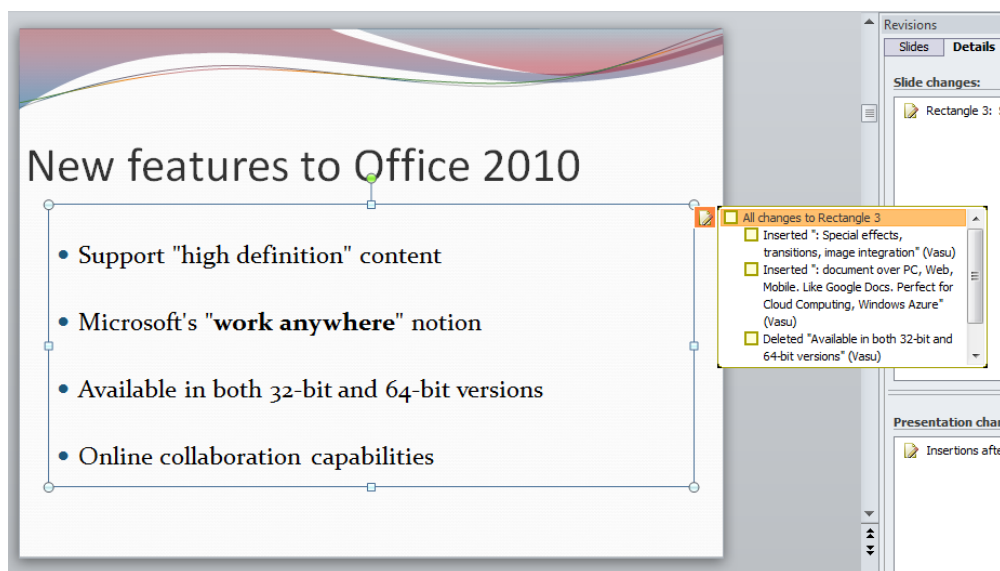 New features to Office 2010
• Support "high definition" content
• Microsoft's "work anywhere" notion
• Available in both 32-bit and 64-bit versions
• Online collaboration capabilities
All changes to Rectangle 3
Inserted ": Special effects,
transitions, image integration" (Vasu)
Inserted ": document over PC, Web,
Mobile. Like Google Docs. Perfect for
Cloud Computing, Windows Azure"
(Vasu)
Deleted "Available in both 32-bit and
64-bit versions" (Vasu)
Revisions
Slides Details
Slide changes:
Rectangle 3:
Presentation
Insertions